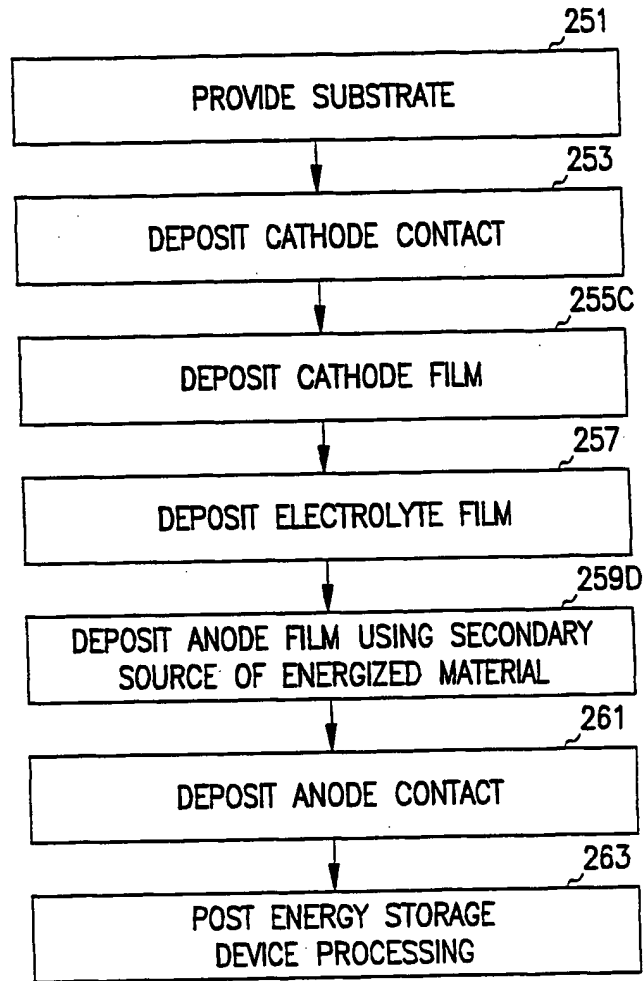 251
PROVIDE SUBSTRATE
253
DEPOSIT CATHODE CONTACT
255C
DEPOSIT CATHODE FILM
257
DEPOSIT ELECTROLYTE FILM
259D
DEPOSIT ANODE FILM USING SECONDARY
SOURCE OF ENERGIZED MATERIAL
261
DEPOSIT ANODE CONTACT
263
POST ENERGY STORAGE
DEVICE PROCESSING